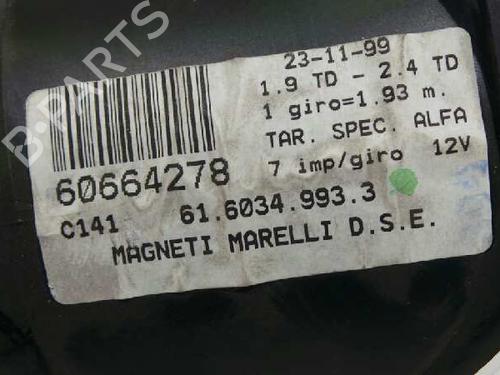 23-11-99
1.9 TD - 2.4 TD
1 giro=1.93 m.
TAR. SPEC. ALFA
7 imp/giro 12V
60664278
C141 61.6034.993.3
MAGNETI MARELLI D.S.E.
B-PARTS